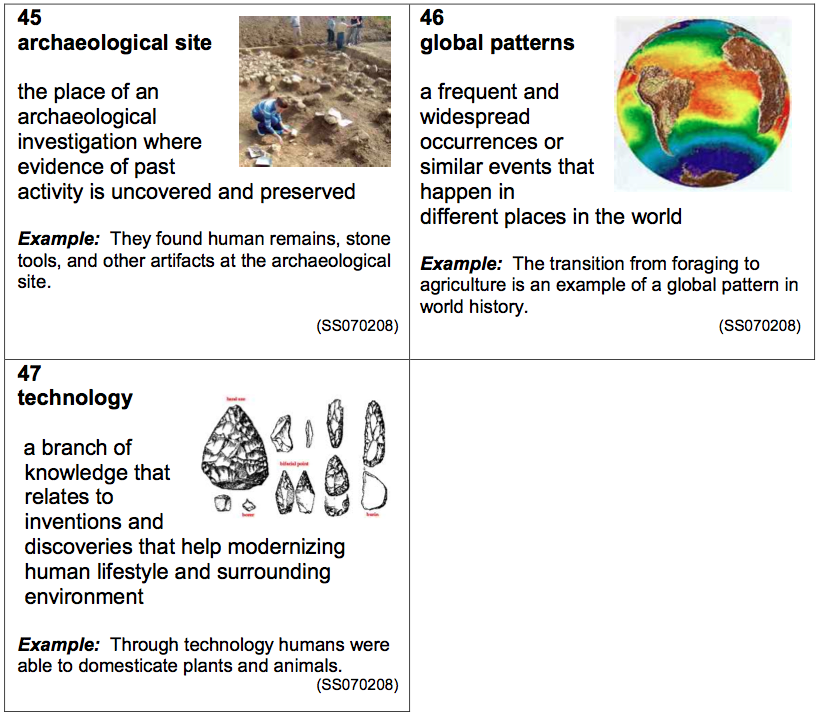 45
archaeological site
the place of an
archaeological
investigation where
evidence of past
activity is uncovered and preserved
Example: They found human remains, stone
tools, and other artifacts at the archaeological
site.
(SS070208)
46
global patterns
a frequent and
widespread
occurrences or
similar events that
happen in
different places in the world
Example: The transition from foraging to
agriculture is an example of a global pattern in
world history.
(SS070208)
47
technology
a branch of
knowledge that
relates to
inventions and
discoveries that help modernizing
human lifestyle and surrounding
environment
Example: Through technology humans were
able to domesticate plants and animals.
(SS070208)